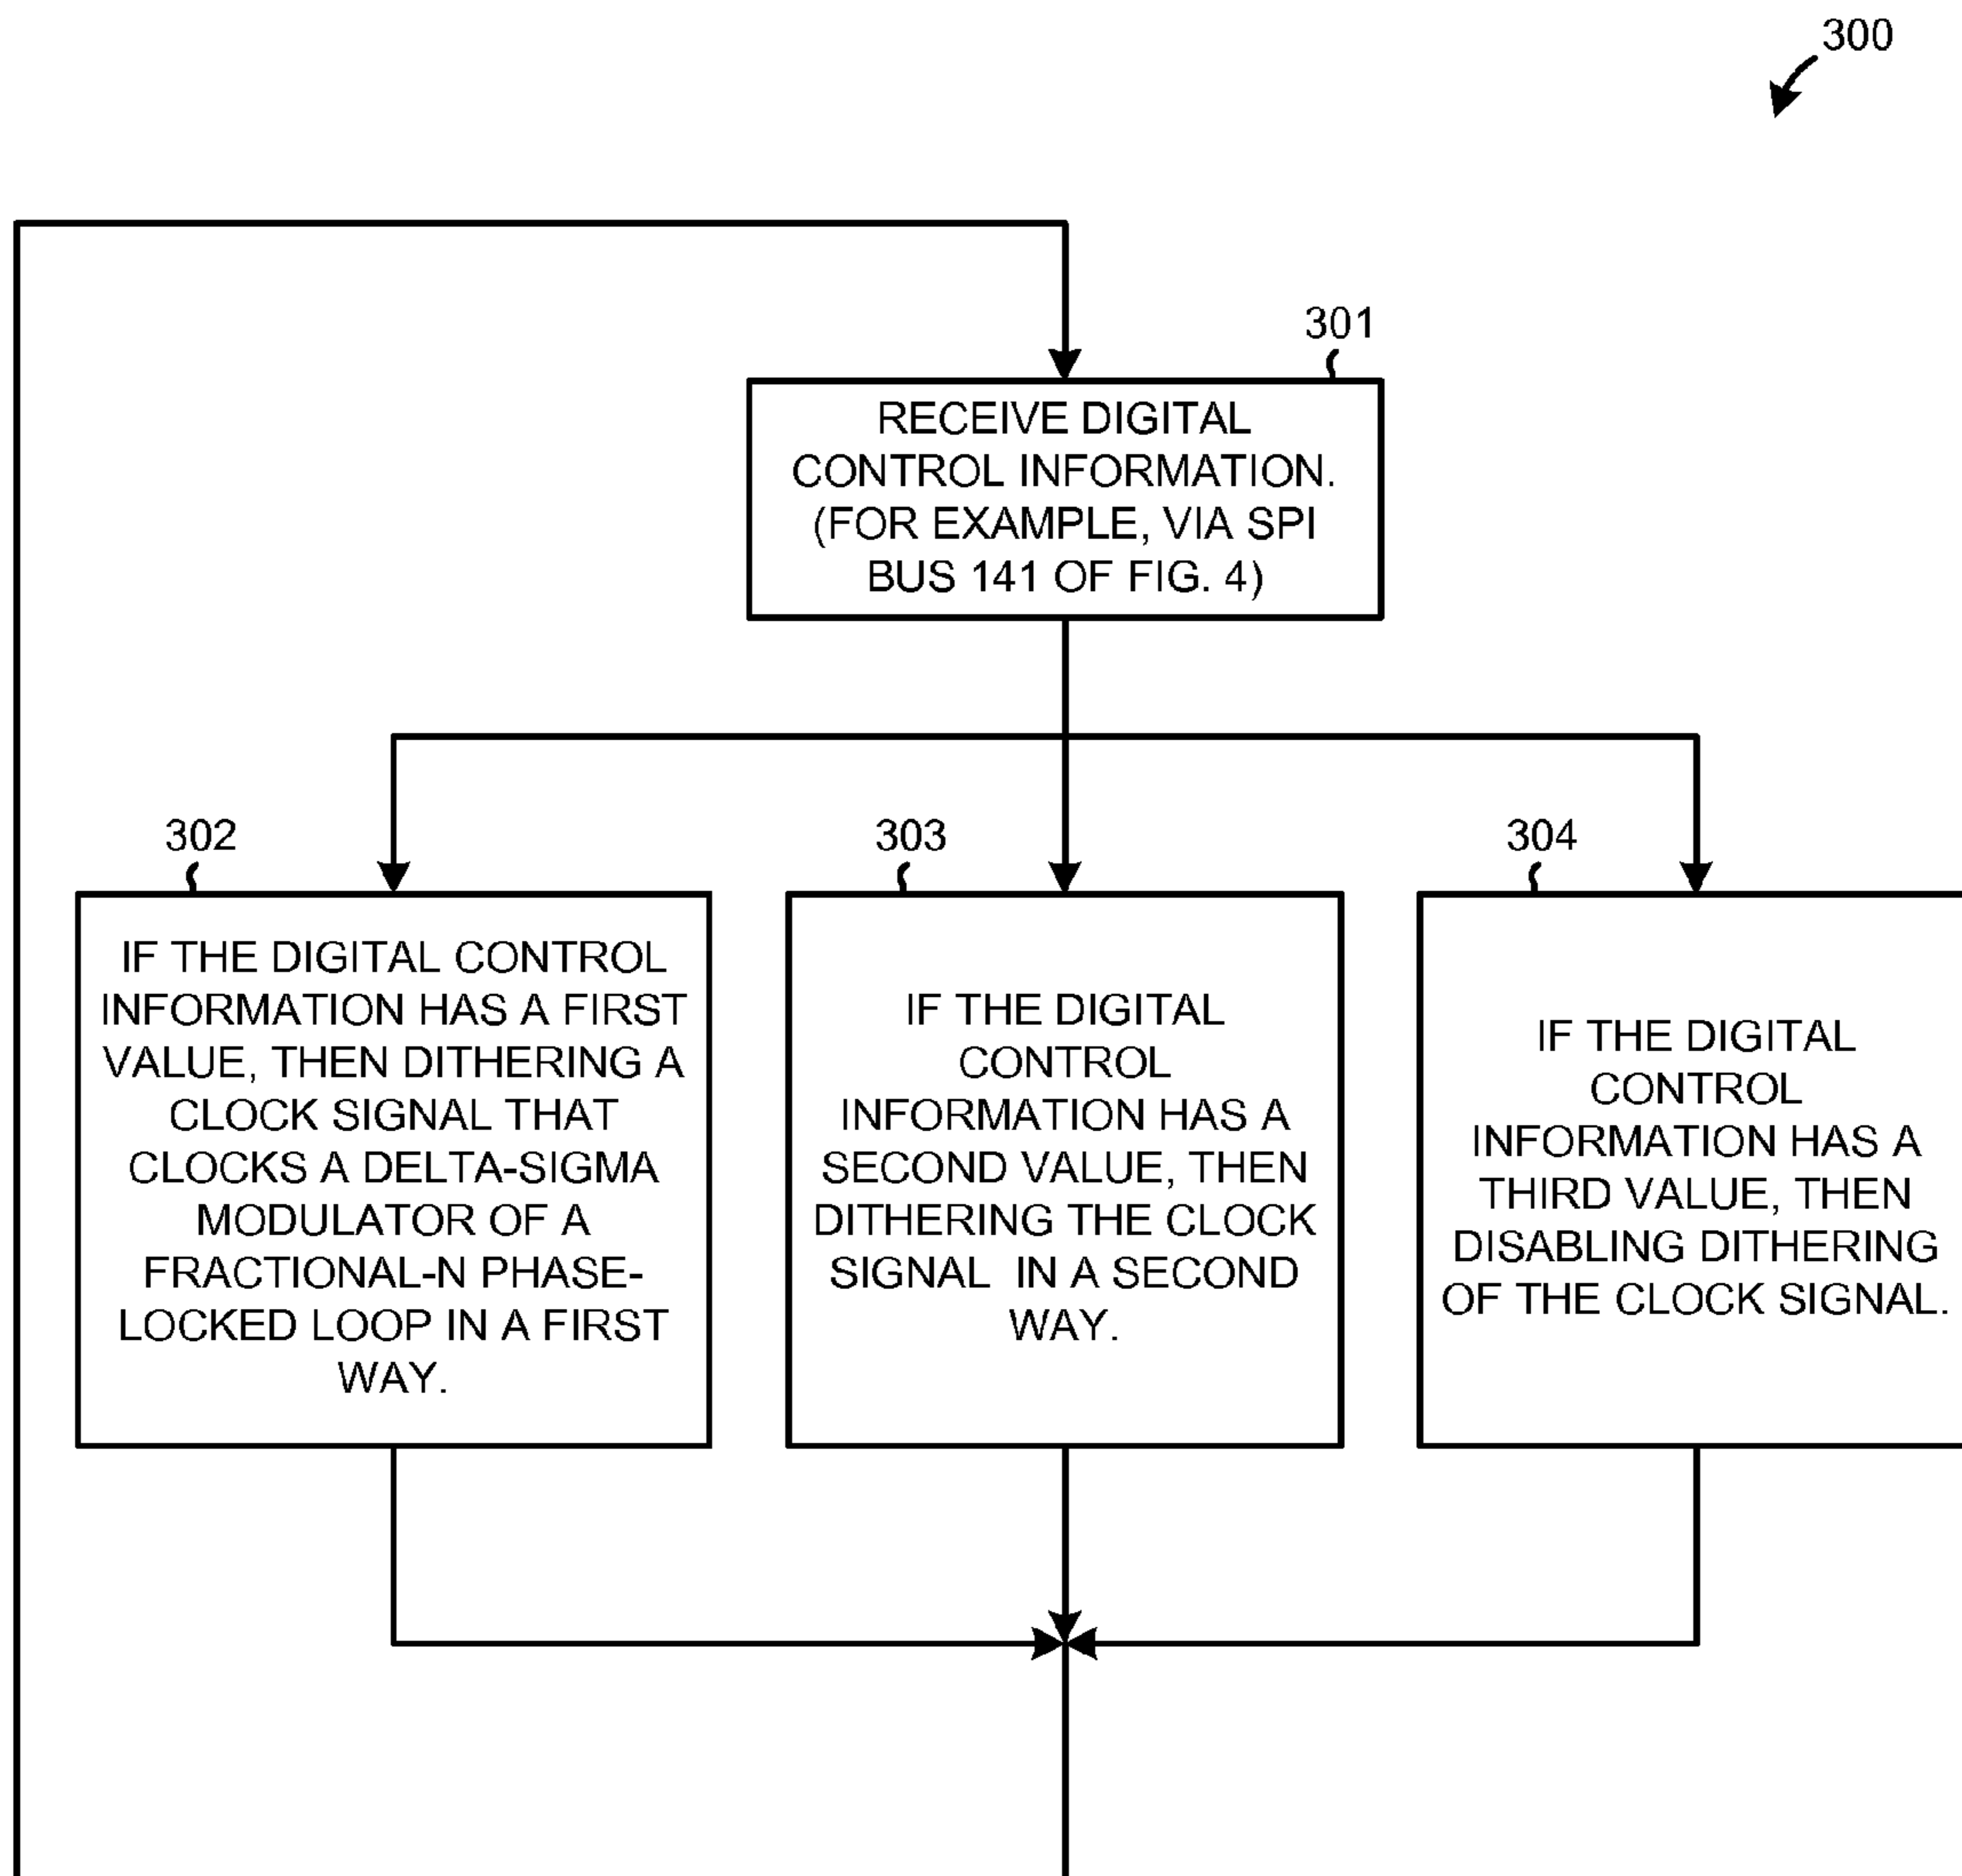 300
301
RECEIVE DIGITAL
CONTROL INFORMATION.
(FOR EXAMPLE, VIA SPI
BUS 141 OF FIG. 4)
302
IF THE DIGITAL CONTROL
INFORMATION HAS A FIRST
VALUE, THEN DITHERING A
CLOCK SIGNAL THAT
CLOCKS A DELTA-SIGMA
MODULATOR OF A
FRACTIONAL-N PHASE-
LOCKED LOOP IN A FIRST
WAY.
303
IF THE DIGITAL
CONTROL
INFORMATION HAS A
SECOND VALUE, THEN
DITHERING THE CLOCK
SIGNAL IN A SECOND
WAY.
304
IF THE DIGITAL
CONTROL
INFORMATION HAS A
THIRD VALUE, THEN
DISABLING DITHERING
OF THE CLOCK SIGNAL.